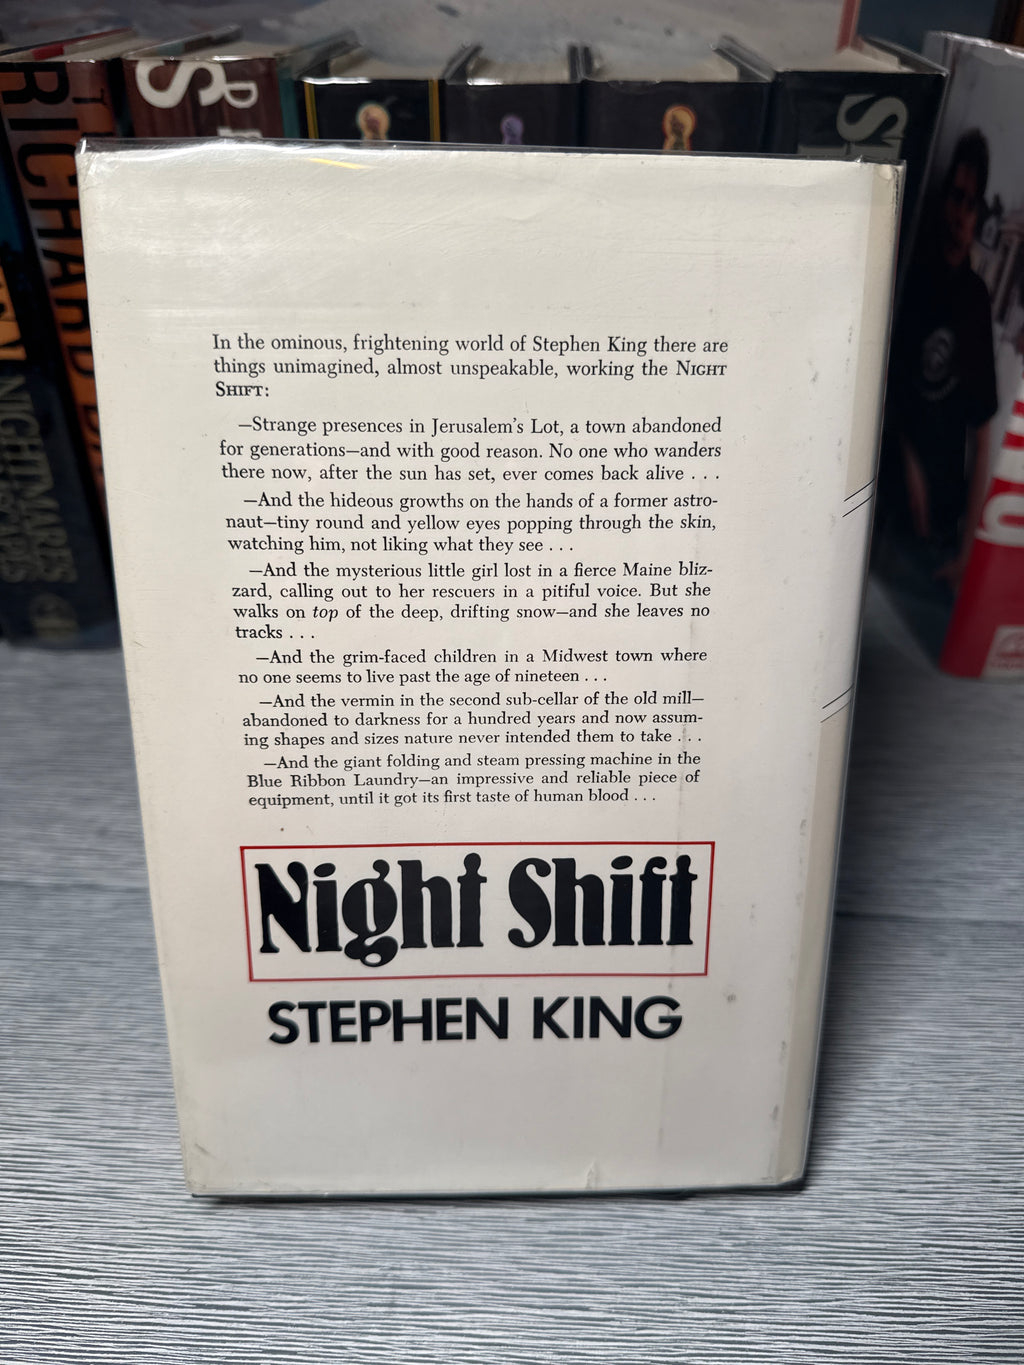 RICHARD BA
NIGHTMARES
In the ominous, frightening world of Stephen King there are
things unimagined, almost unspeakable, working the NIGHT
SHIFT:
—Strange presences in Jerusalem's Lot, a town abandoned
for generations—and with good reason. No one who wanders
there now, after the sun has set, ever comes back alive . . .
—And the hideous growths on the hands of a former astro-
naut—tiny round and yellow eyes popping through the skin,
watching him, not liking what they see . . .
—And the mysterious little girl lost in a fierce Maine bliz-
zard, calling out to her rescuers in a pitiful voice. But she
walks on top of the deep, drifting snow—and she leaves no
tracks . . .
—And the grim-faced children in a Midwest town where
no one seems to live past the age of nineteen . . .
—And the vermin in the second sub-cellar of the old mill—
abandoned to darkness for a hundred years and now assum-
ing shapes and sizes nature never intended them to take . . .
—And the giant folding and steam pressing machine in the
Blue Ribbon Laundry—an impressive and reliable piece of
equipment, until it got its first taste of human blood . . .
Night Shift
STEPHEN KING